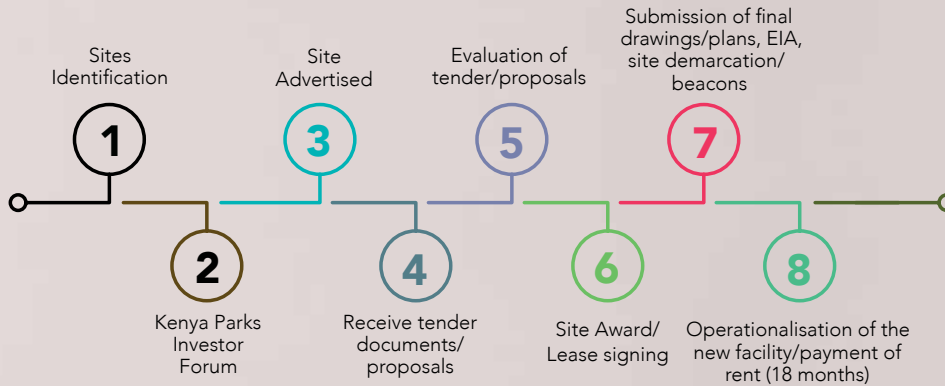 Sites
Identification
1
2
Kenya Parks
Investor
Forum
Site
Advertised
3
4
Receive tender
documents/
proposals
Evaluation of
tender/proposals
5
6
Site Award/
Lease signing
Submission of final
drawings/plans, EIA,
site demarcation/
beacons
7
8
Operationalisation of the
new facility/payment of
rent (18 months)